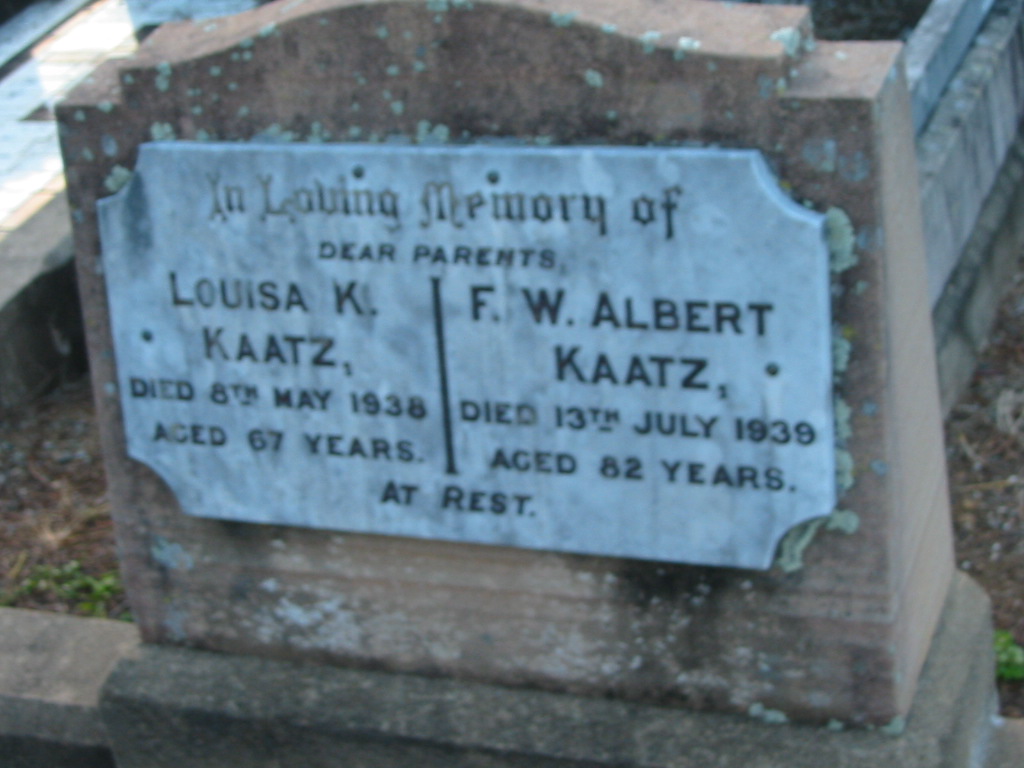 In Loving Memory of
DEAR PARENTS,
LOUISA K.
KAATZ,
DIED 8TH MAY 1938
AGED 67 YEARS.
F. W. ALBERT
KAATZ,
DIED 13TH JULY 1939
AGED 82 YEARS.
AT REST.